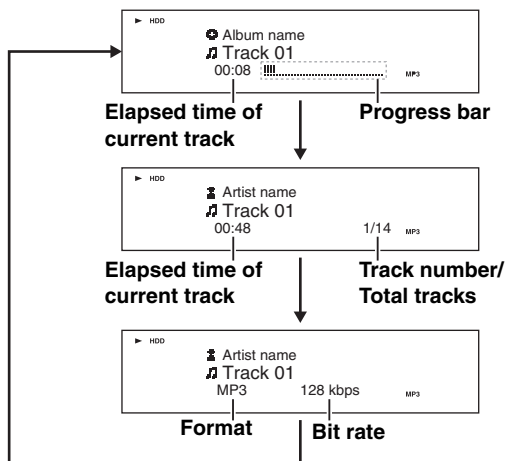 HDD
Album name
Track 01
00:08
MP3
Elapsed time of
current track
Progress bar
HDD
Artist name
Track 01
00:48 1/14 MP3
Elapsed time of
current track
Track number/
Total tracks
HDD
Artist name
Track 01
MP3 128 kbps MP3
Format Bit rate